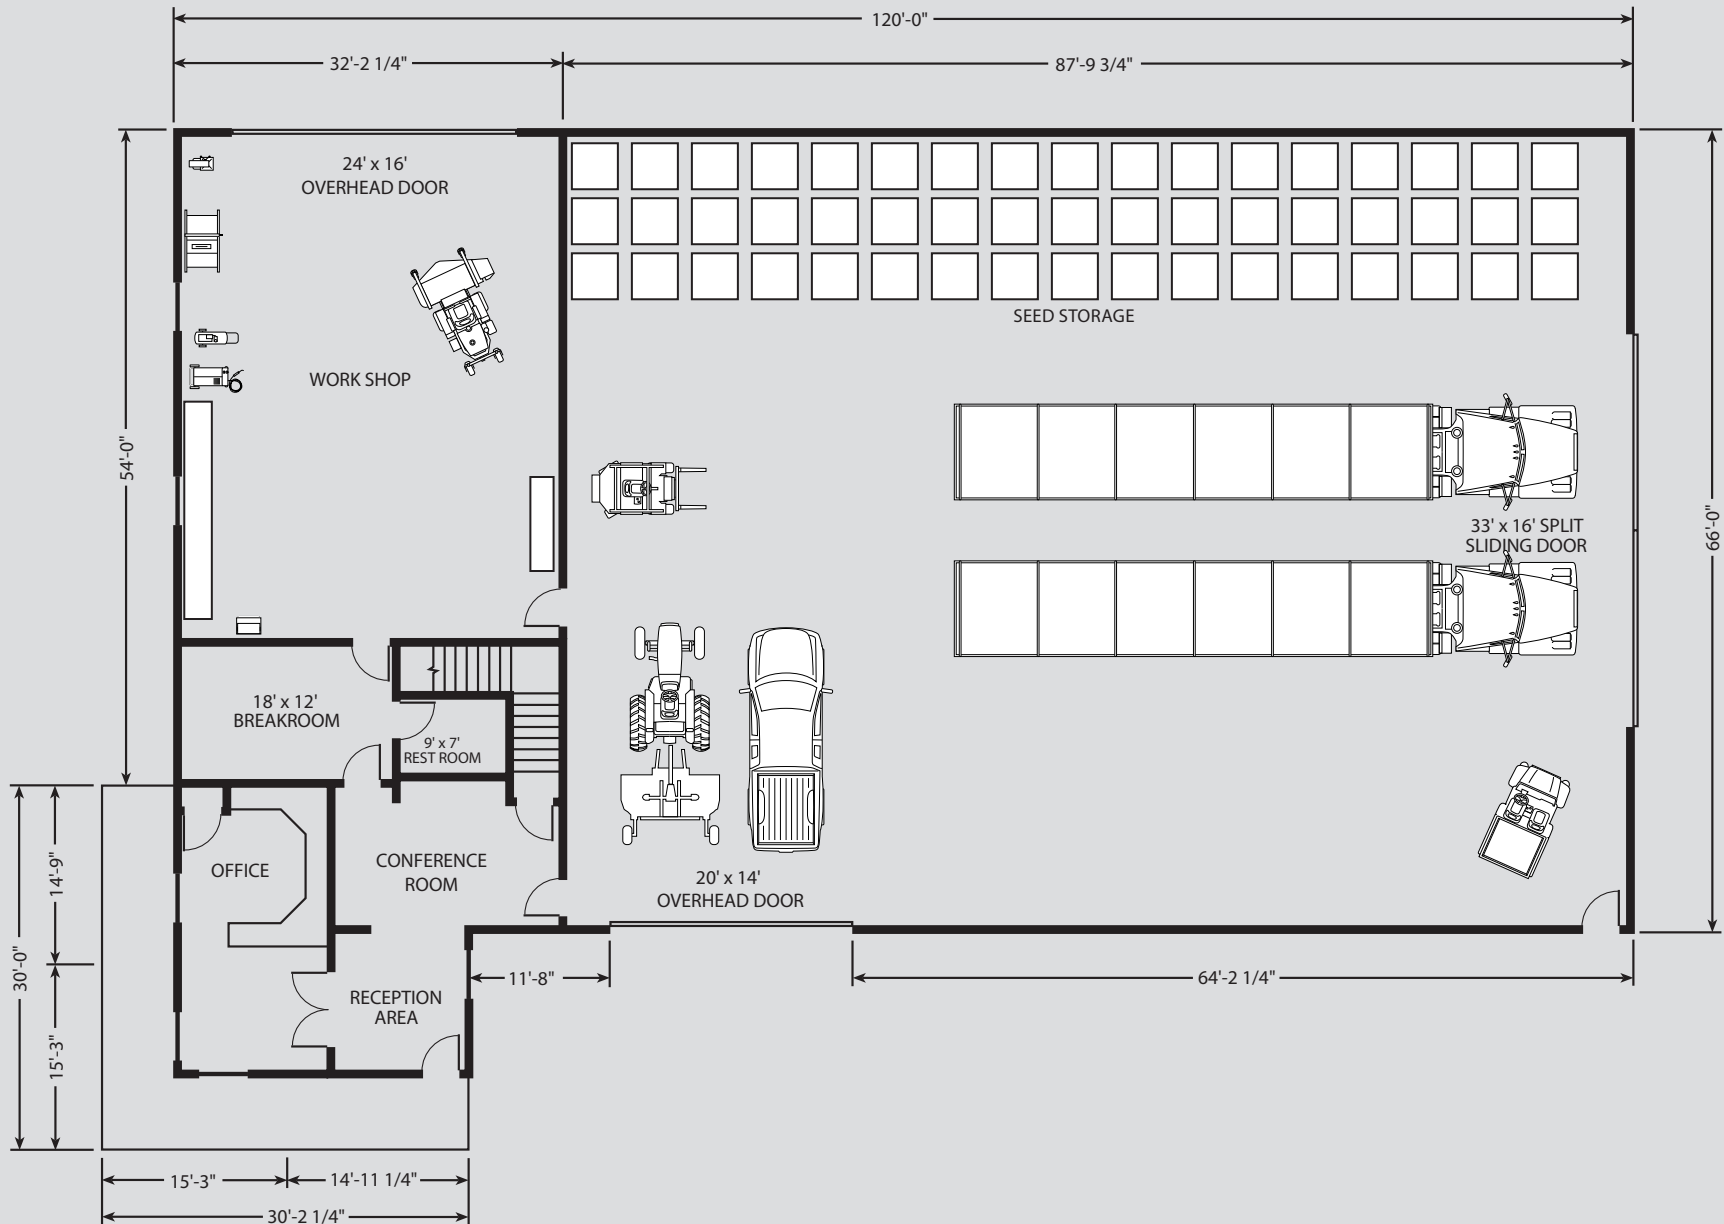 120'-0"
32'-2 1/4"
87'-9 3/4"
24' x 16'
OVERHEAD DOOR
SEED STORAGE
WORK SHOP
54'-0"
33' x 16' SPLIT
SLIDING DOOR
66'-0"
18' x 12'
BREAKROOM
9' x 7'
REST ROOM
OFFICE
CONFERENCE
ROOM
20' x 14'
OVERHEAD DOOR
14'-9"
30'-0"
11'-8"
64'-2 1/4"
RECEPTION
AREA
15'-3"
15'-3"
14'-11 1/4"
30'-2 1/4"